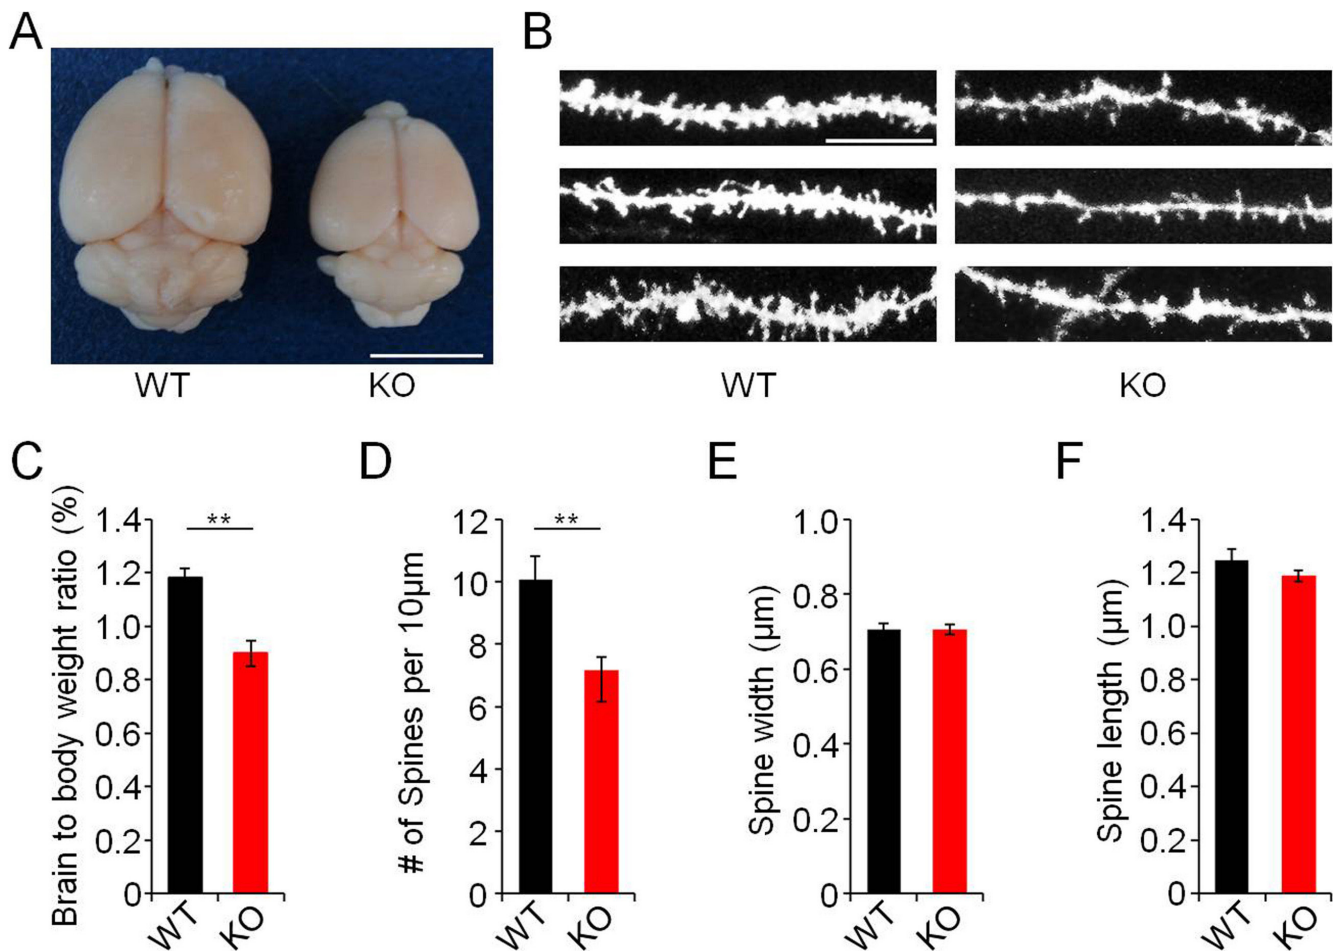 A
B
WT
KO
WT
KO
C
D
E
F
Brain to body weight ratio (%)
1.4
1.2
1.0
0.8
0.6
0.4
0.2
0
**
WT
KO
# of Spines per 10µm
12
10
8
6
4
2
0
**
WT
KO
Spine width (µm)
1.0
0.8
0.6
0.4
0.2
0
WT
KO
Spine length (µm)
1.4
1.2
1.0
0.8
0.6
0.4
0.2
0
WT
KO